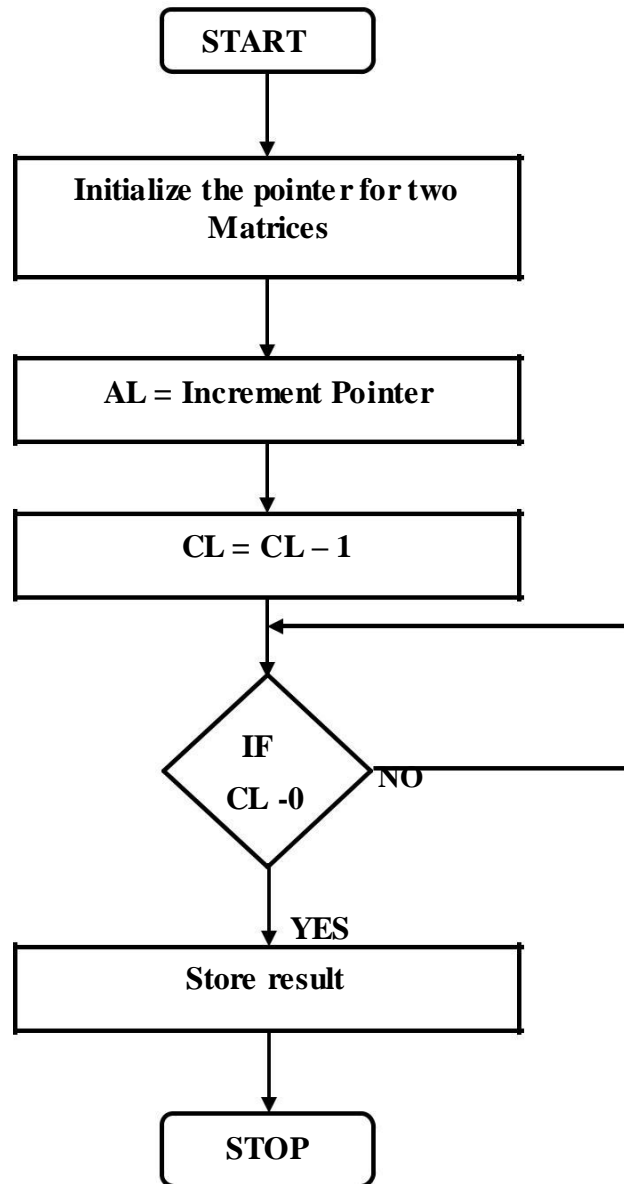 START
Initialize the pointer for two
Matrices
AL = Increment Pointer
CL = CL – 1
IF
CL -0
NO
YES
Store result
STOP